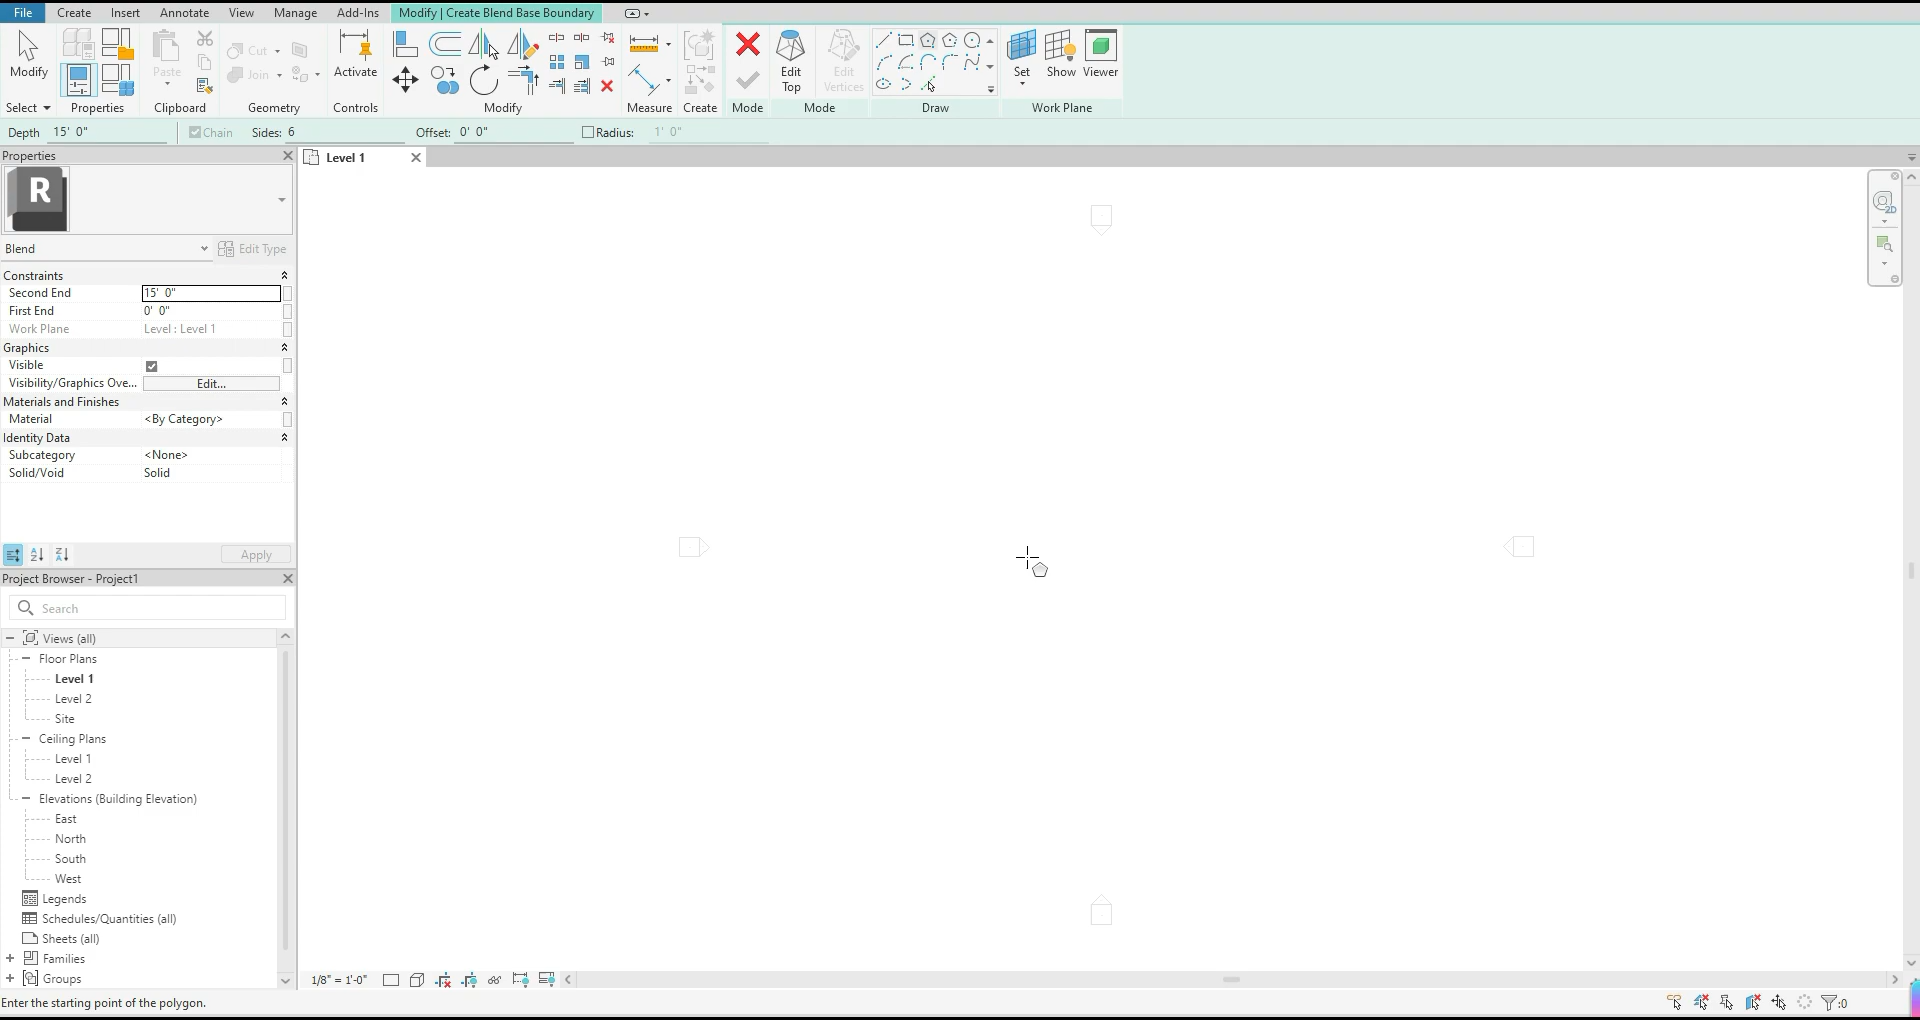 File Create Insert Annotate View Manage Add-Ins Modify | Create Blend Base Boundary
Modify Paste Cut Join Activate Edit Top Edit Vertices Set Show Viewer
Select Properties Clipboard Geometry Controls Modify Measure Create Mode Mode Draw Work Plane
Depth 15' 0" Chain Sides: 6 Offset: 0' 0" Radius: 1' 0"
Properties
Level 1
R
2D
Blend Edit Type
Constraints
Second End 15' 0"
First End 0' 0"
Work Plane Level : Level 1
Graphics
Visible
Visibility/Graphics Ove... Edit...
Materials and Finishes
Material <By Category>
Identity Data
Subcategory <None>
Solid/Void Solid
Apply
Project Browser - Project1
Search
Views (all)
Floor Plans
Level 1
Level 2
Site
Ceiling Plans
Level 1
Level 2
Elevations (Building Elevation)
East
North
South
West
Legends
Schedules/Quantities (all)
Sheets (all)
Families
Groups
1/8" = 1'-0"
Enter the starting point of the polygon.
:0